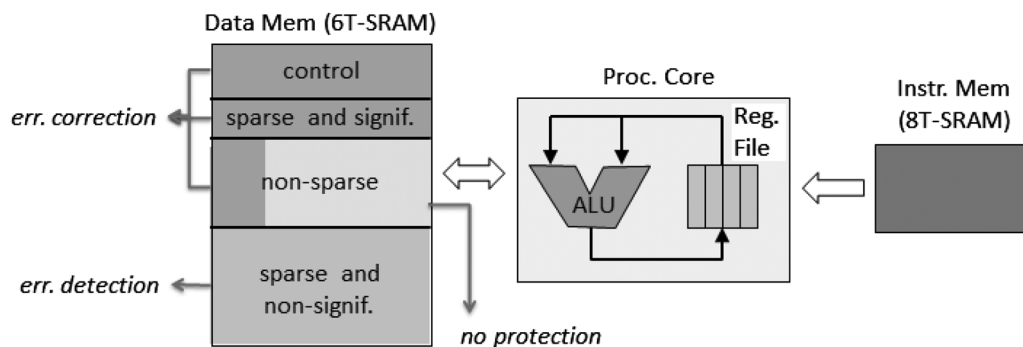 Data Mem (6T-SRAM)
control
sparse and signif.
non-sparse
sparse and
non-signif.
err. correction
err. detection
no protection
Proc. Core
Reg.
File
ALU
Instr. Mem
(8T-SRAM)